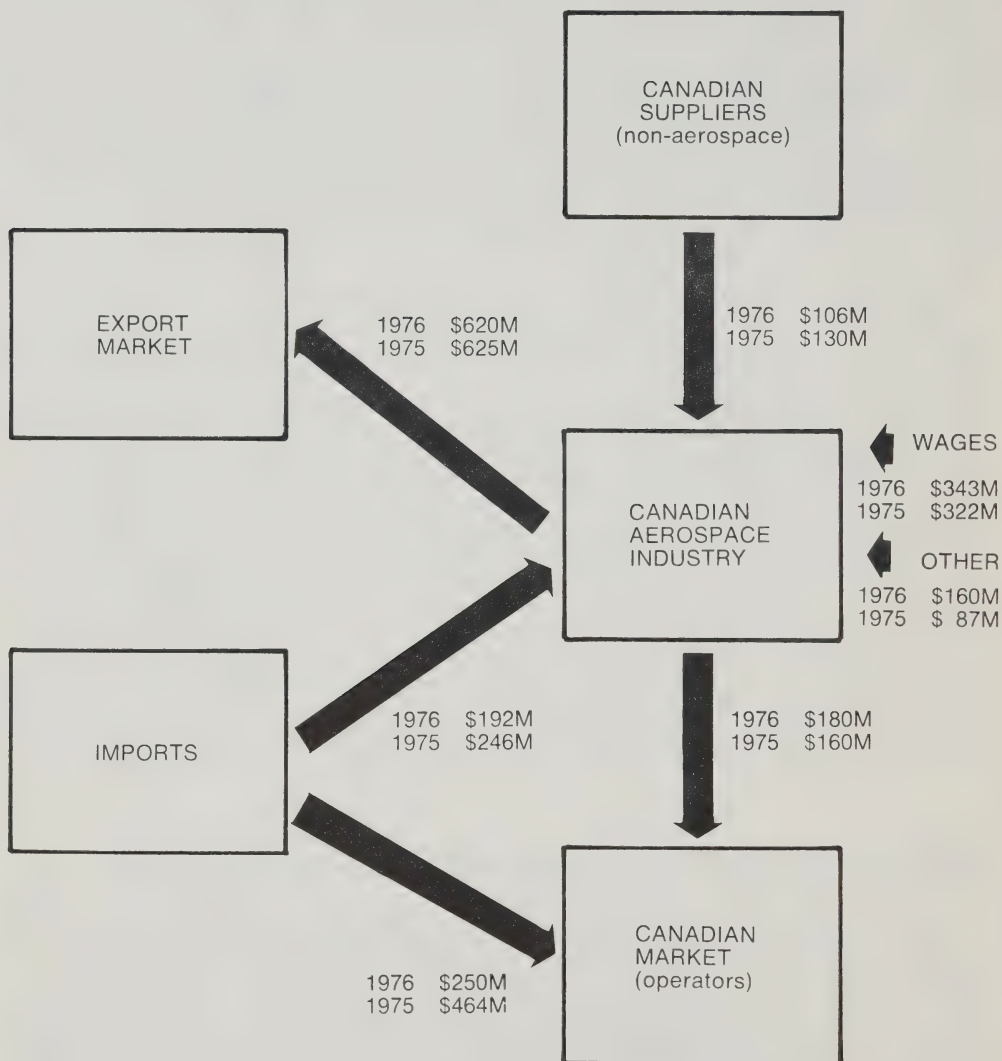 CANADIAN
SUPPLIERS
(non-aerospace)
EXPORT
MARKET
1976 $620M
1975 $625M
1976 $106M
1975 $130M
CANADIAN
AEROSPACE
INDUSTRY
WAGES
1976 $343M
1975 $322M
OTHER
1976 $160M
1975 $ 87M
IMPORTS
1976 $192M
1975 $246M
1976 $180M
1975 $160M
1976 $250M
1975 $464M
CANADIAN
MARKET
(operators)